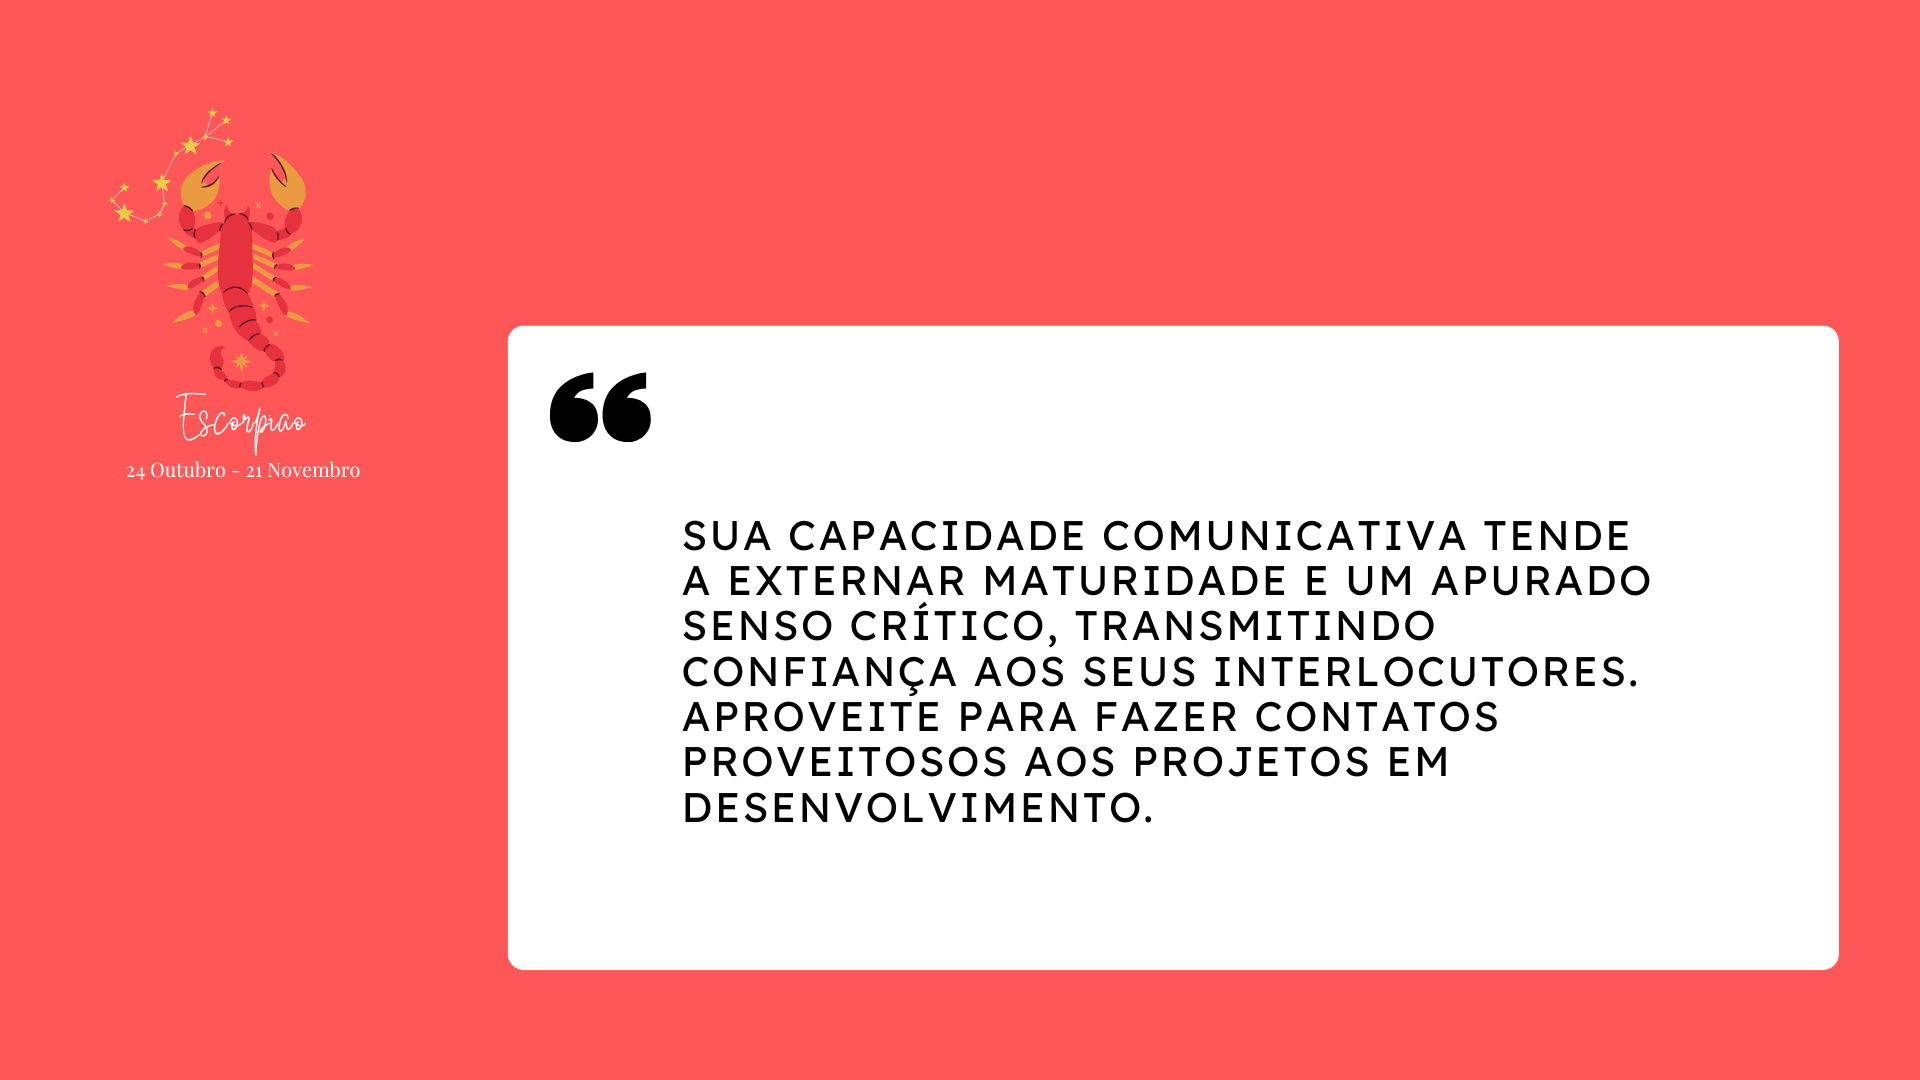 Escorpiao
24 Outubro - 21 Novembro
“
SUA CAPACIDADE COMUNICATIVA TENDE
A EXTERNAR MATURIDADE E UM APURADO
SENSO CRÍTICO, TRANSMITINDO
CONFIANÇA AOS SEUS INTERLOCUTORES.
APROVEITE PARA FAZER CONTATOS
PROVEITOSOS AOS PROJETOS EM
DESENVOLVIMENTO.